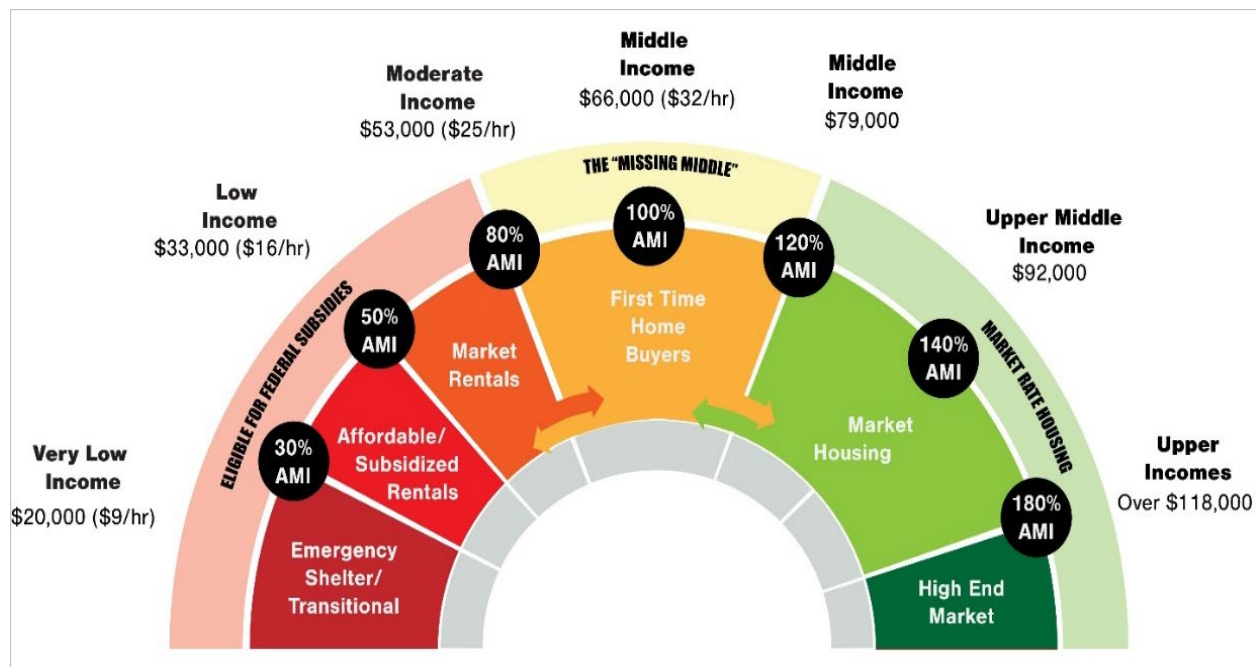 Very Low
Income
$20,000 ($9/hr)
Low
Income
$33,000 ($16/hr)
Moderate
Income
$53,000 ($25/hr)
Middle
Income
$66,000 ($32/hr)
Middle
Income
$79,000
Upper Middle
Income
$92,000
Upper
Incomes
Over $118,000
ELIGIBLE FOR FEDERAL SUBSIDIES
THE "MISSING MIDDLE"
MARKET RATE HOUSING
30%
AMI
50%
AMI
80%
AMI
100%
AMI
120%
AMI
140%
AMI
180%
AMI
Emergency
Shelter/
Transitional
Affordable/
Subsidized
Rentals
Market
Rentals
First Time
Home
Buyers
Market
Housing
High End
Market